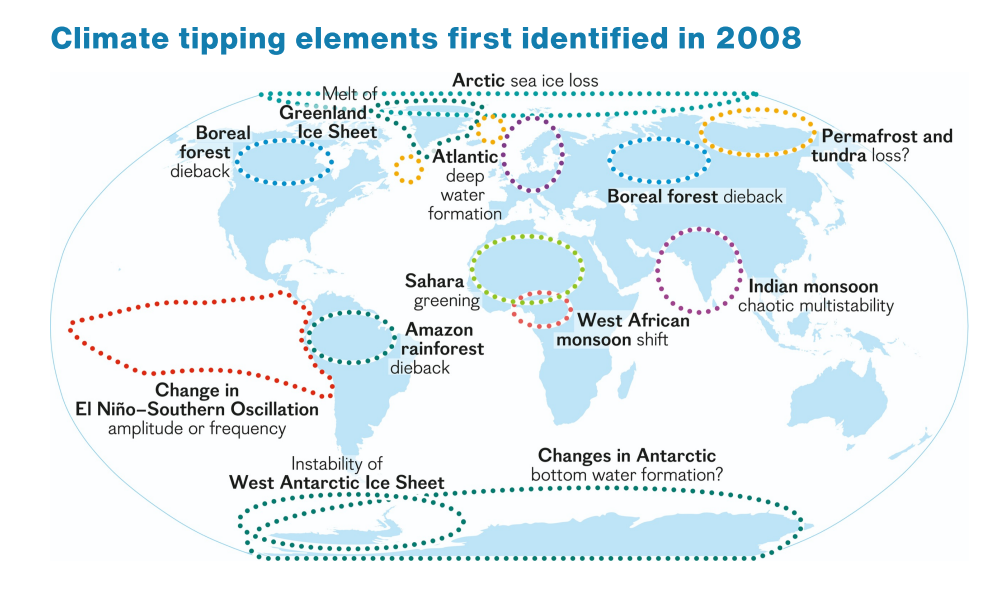 Climate tipping elements first identified in 2008
Arctic sea ice loss
Melt of
Greenland
Ice Sheet
Boreal
forest
dieback
Atlantic
deep
water
formation
Permafrost and
tundra loss?
Boreal forest dieback
Sahara
greening
Indian monsoon
chaotic multistability
West African
monsoon shift
Amazon
rainforest
dieback
Change in
El Niño–Southern Oscillation
amplitude or frequency
Instability of
West Antarctic Ice Sheet
Changes in Antarctic
bottom water formation?